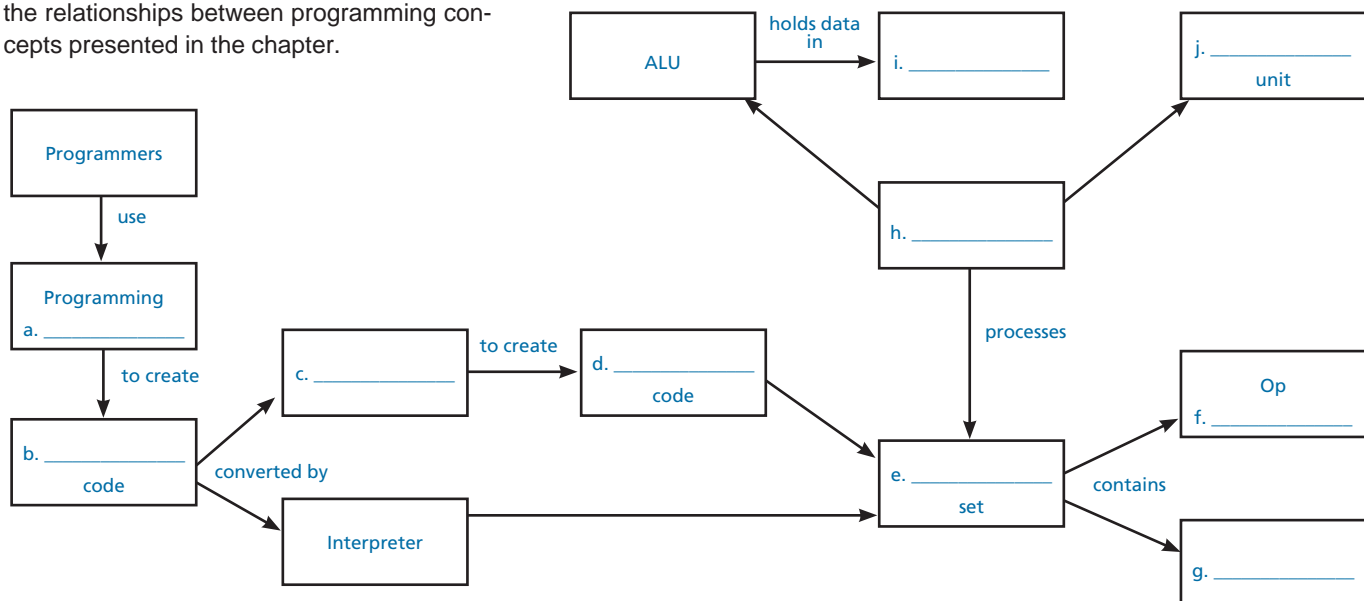 the relationships between programming con-
cepts presented in the chapter.
ALU
holds data
in
i. _______________
j. _______________
unit
Programmers
use
h. _______________
Programming
a. _______________
to create
processes
c. _______________
to create
d. _______________
code
Op
f. _______________
b. _______________
code
converted by
e. _______________
set
contains
Interpreter
g. _______________